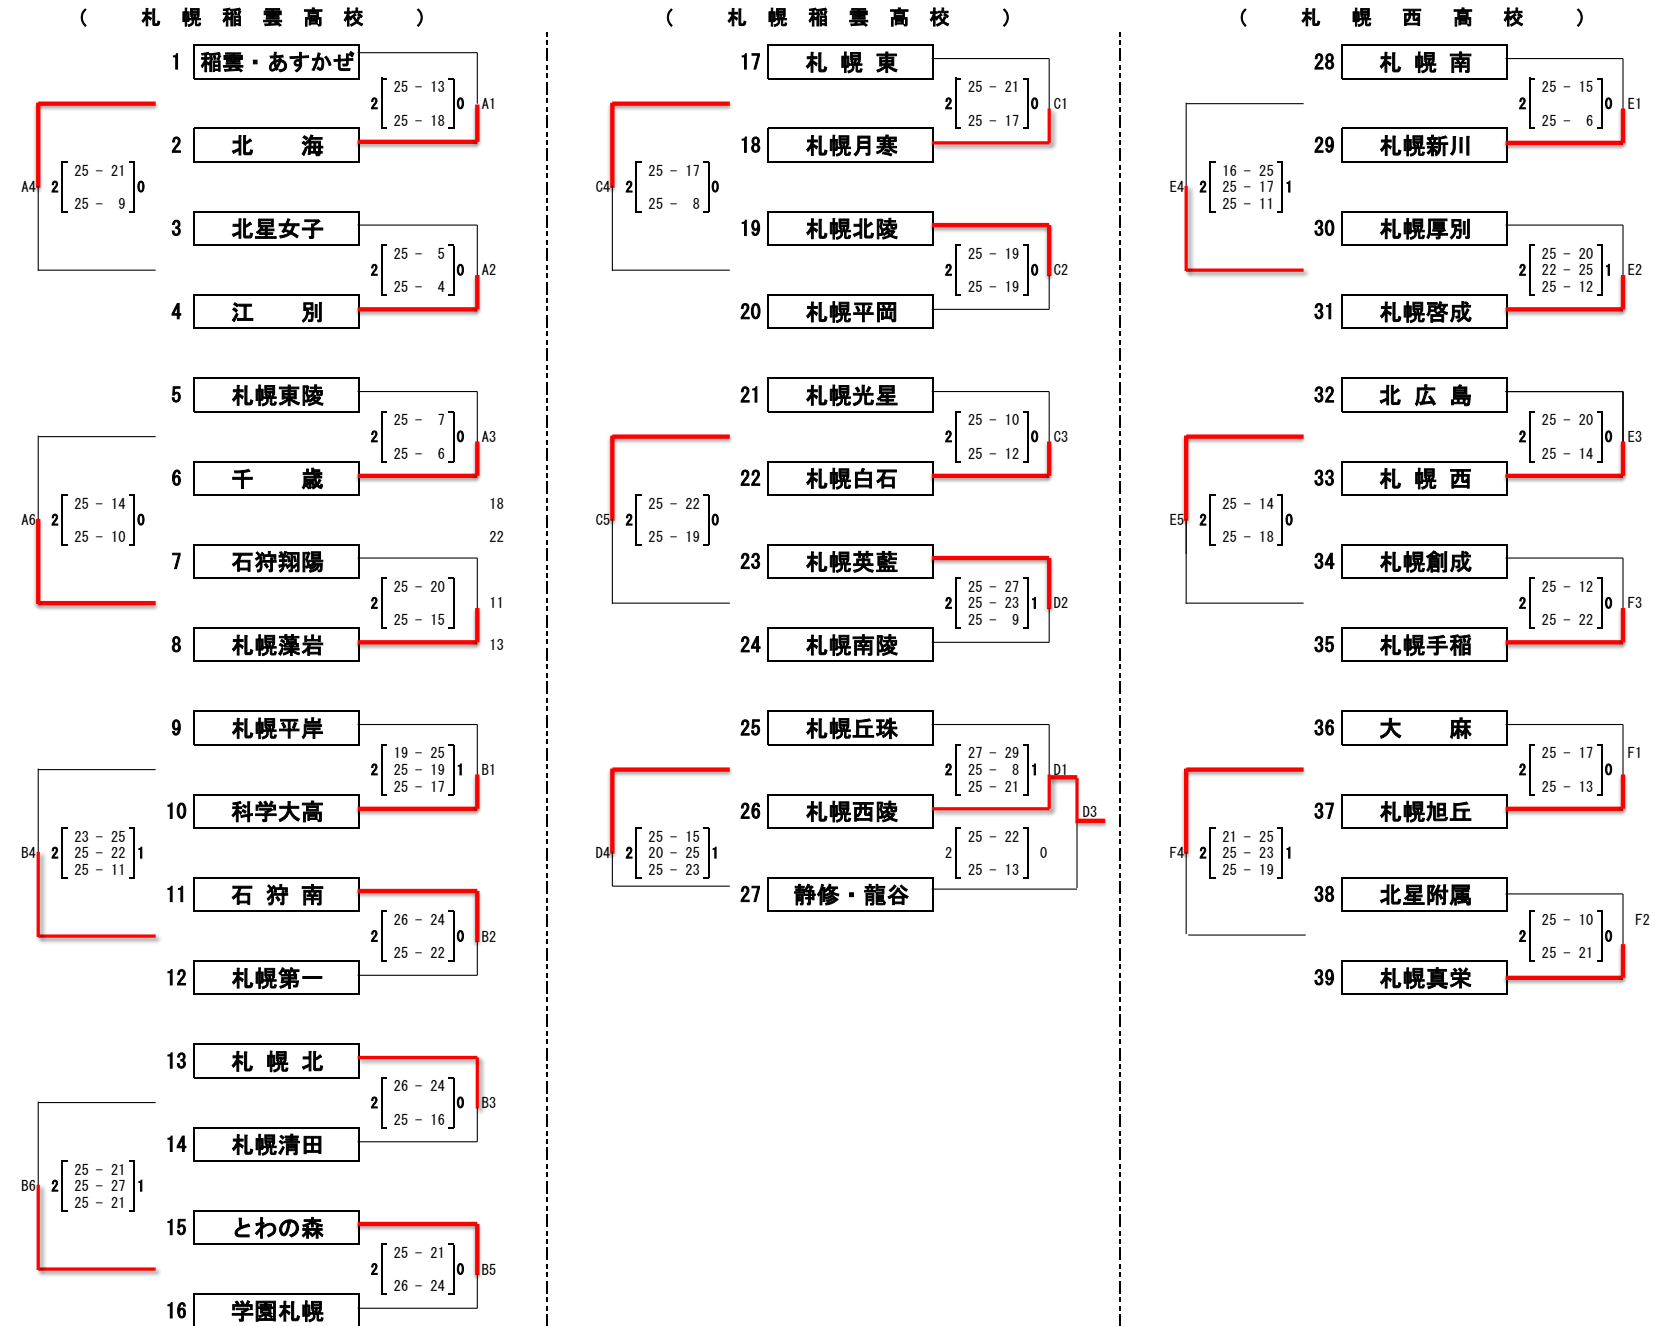 ( 札 幌 稲 雲 高 校 )
1 稲雲・あすかぜ
25 - 13
2 0 A1
25 - 18
2 北 海
25 - 21
A4 2 0
25 - 9
3 北星女子
25 - 5
2 0 A2
25 - 4
4 江 別
5 札幌東陵
25 - 7
2 0 A3
25 - 6
6 千 歳
18
25 - 14
A6 2 0
25 - 10
22
7 石狩翔陽
25 - 20
2 0 11
25 - 15
8 札幌藻岩
13
9 札幌平岸
19 - 25
2 25 - 19 1 B1
25 - 17
10 科学大高
23 - 25
B4 2 25 - 22 1
25 - 11
11 石 狩 南
26 - 24
2 0 B2
25 - 22
12 札幌第一
13 札 幌 北
26 - 24
2 0 B3
25 - 16
14 札幌清田
25 - 21
B6 2 25 - 27 1
25 - 21
15 とわの森
25 - 21
2 0 B5
26 - 24
16 学園札幌
( 札 幌 稲 雲 高 校 )
17 札 幌 東
25 - 21
2 0 C1
25 - 17
18 札幌月寒
25 - 17
C4 2 0
25 - 8
19 札幌北陵
25 - 19
2 0 C2
25 - 19
20 札幌平岡
21 札幌光星
25 - 10
2 0 C3
25 - 12
22 札幌白石
25 - 22
C5 2 0
25 - 19
23 札幌英藍
25 - 27
2 25 - 23 1 D2
25 - 9
24 札幌南陵
25 札幌丘珠
27 - 29
2 25 - 8 1 D1
25 - 21
26 札幌西陵
D3
25 - 15
D4 2 20 - 25 1
25 - 23
25 - 22
2 0
25 - 13
27 静修・龍谷
( 札 幌 西 高 校 )
28 札 幌 南
25 - 15
2 0 E1
25 - 6
29 札幌新川
16 - 25
E4 2 25 - 17 1
25 - 11
30 札幌厚別
25 - 20
2 22 - 25 1 E2
25 - 12
31 札幌啓成
32 北 広 島
25 - 20
2 0 E3
25 - 14
33 札 幌 西
25 - 14
E5 2 0
25 - 18
34 札幌創成
25 - 12
2 0 F3
25 - 22
35 札幌手稲
36 大 麻
25 - 17 F1
2 0
25 - 13
37 札幌旭丘
21 - 25
F4 2 25 - 23 1
25 - 19
38 北星附属
25 - 10 F2
2 0
25 - 21
39 札幌真栄